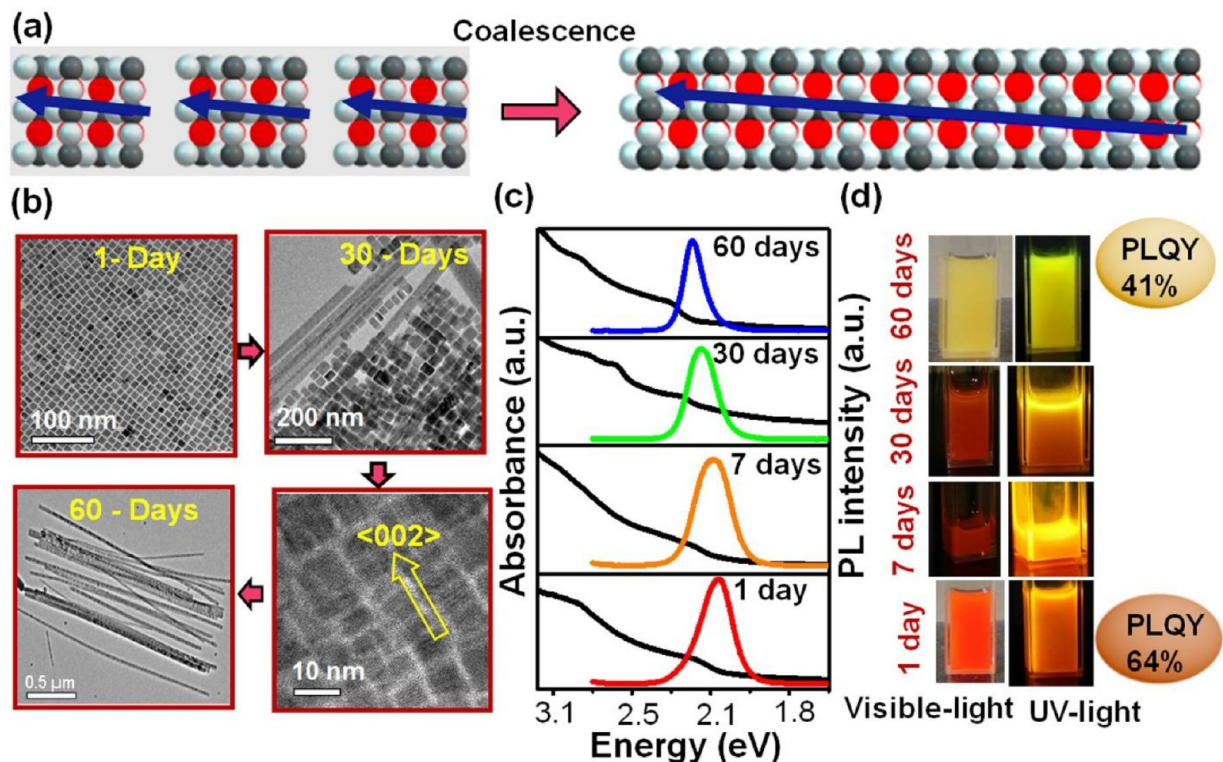 (a)
Coalescence
(b)
1- Day
100 nm
30 - Days
200 nm
60 - Days
0.5 µm
<002>
10 nm
(c)
Absorbance (a.u.)
60 days
30 days
7 days
1 day
3.1 2.5 2.1 1.8
Energy (eV)
PL intensity (a.u.)
(d)
60 days
30 days
7 days
1 day
PLQY
41%
PLQY
64%
Visible-light UV-light